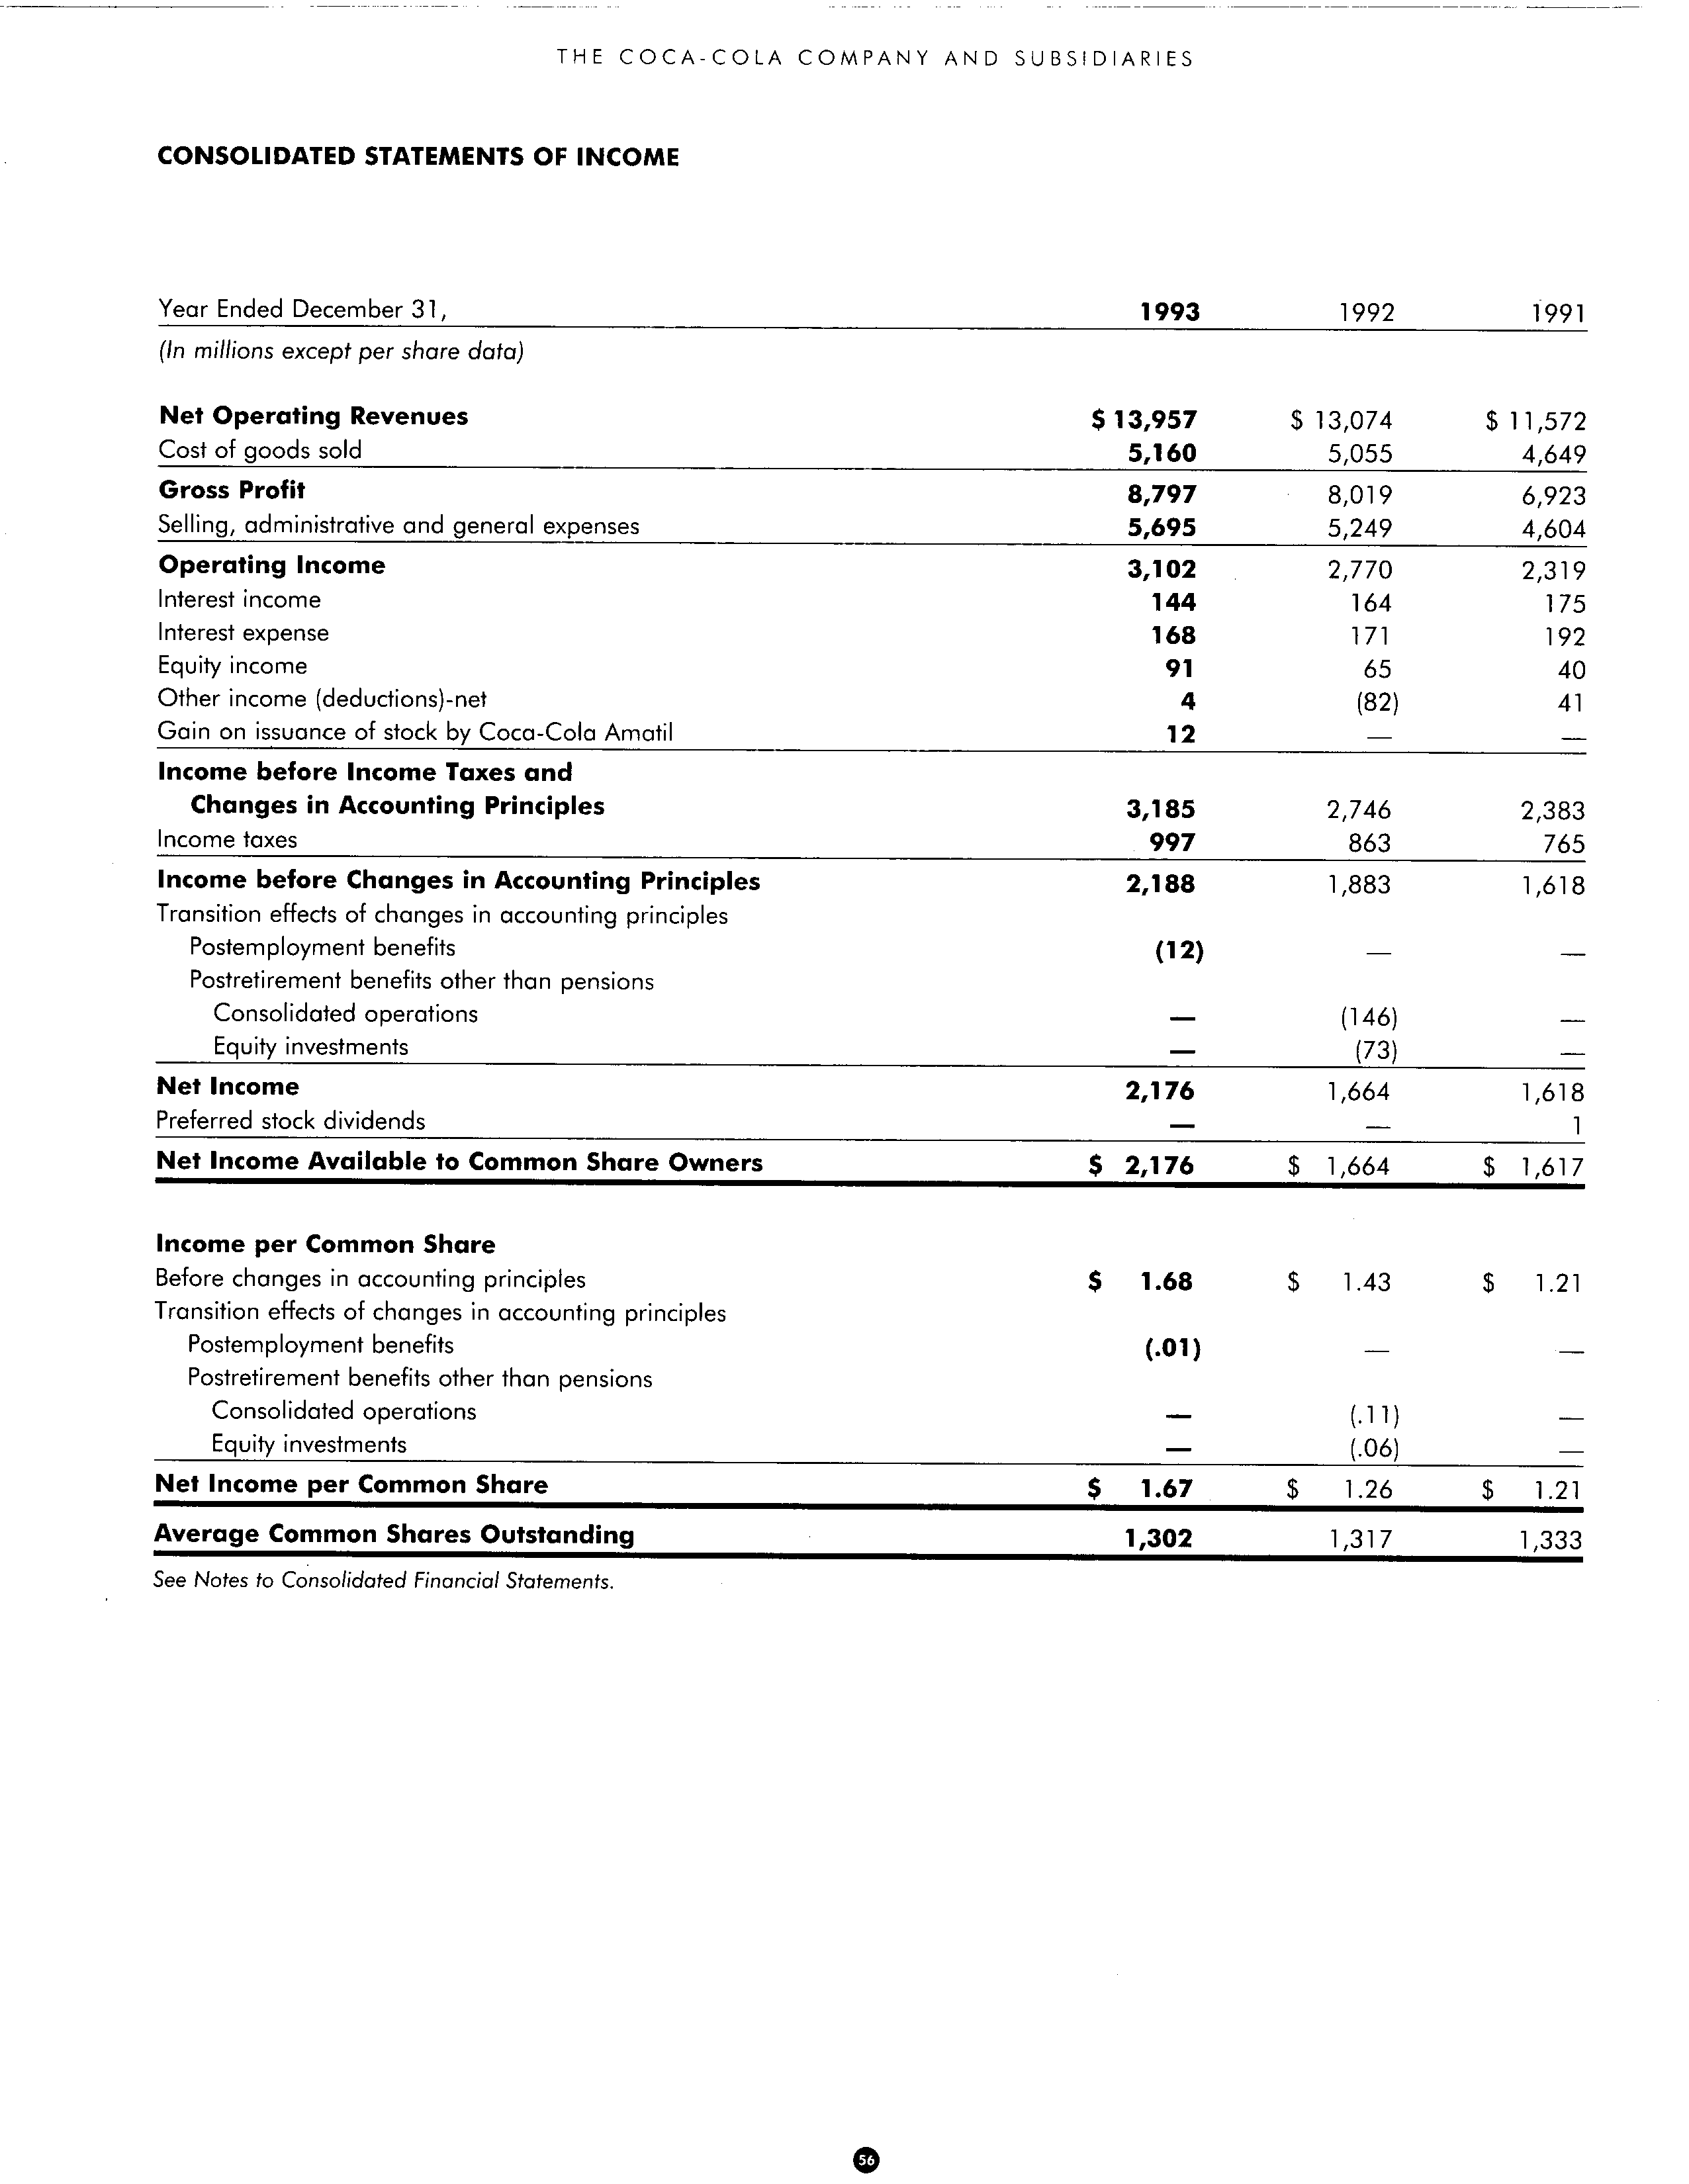 THE COCA-COLA COMPANY AND SUBSIDIARIES
CONSOLIDATED STATEMENTS OF INCOME
Year Ended December 31, 1993 1992 1991
(In millions except per share data)
Net Operating Revenues $ 13,957 $ 13,074 $ 11,572
Cost of goods sold 5,160 5,055 4,649
Gross Profit 8,797 8,019 6,923
Selling, administrative and general expenses 5,695 5,249 4,604
Operating Income 3,102 2,770 2,319
Interest income 144 164 175
Interest expense 168 171 192
Equity income 91 65 40
Other income (deductions)-net 4 (82) 41
Gain on issuance of stock by Coca-Cola Amatil 12 — —
Income before Income Taxes and
Changes in Accounting Principles 3,185 2,746 2,383
Income taxes 997 863 765
Income before Changes in Accounting Principles 2,188 1,883 1,618
Transition effects of changes in accounting principles
Postemployment benefits (12) — —
Postretirement benefits other than pensions
Consolidated operations — (146) —
Equity investments — (73) —
Net Income 2,176 1,664 1,618
Preferred stock dividends — — 1
Net Income Available to Common Share Owners $ 2,176 $ 1,664 $ 1,617
Income per Common Share
Before changes in accounting principles $ 1.68 $ 1.43 $ 1.21
Transition effects of changes in accounting principles
Postemployment benefits (.01) — —
Postretirement benefits other than pensions
Consolidated operations — (.11) —
Equity investments — (.06) —
Net Income per Common Share $ 1.67 $ 1.26 $ 1.21
Average Common Shares Outstanding 1,302 1,317 1,333
See Notes to Consolidated Financial Statements.
56